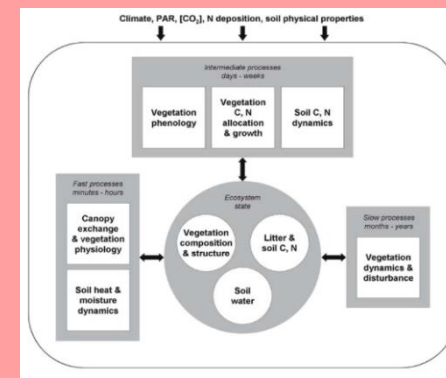 Climate, PAR, [CO₂], N deposition, soil physical properties
Intermediate processes
days - weeks
Vegetation
phenology
Vegetation
C, N
allocation
& growth
Soil C, N
dynamics
Fast processes
minutes - hours
Canopy
exchange
& vegetation
physiology
Soil heat &
moisture
dynamics
Ecosystem
state
Vegetation
composition
& structure
Litter &
soil C, N
Soil
water
Slow processes
months - years
Vegetation
dynamics &
disturbance